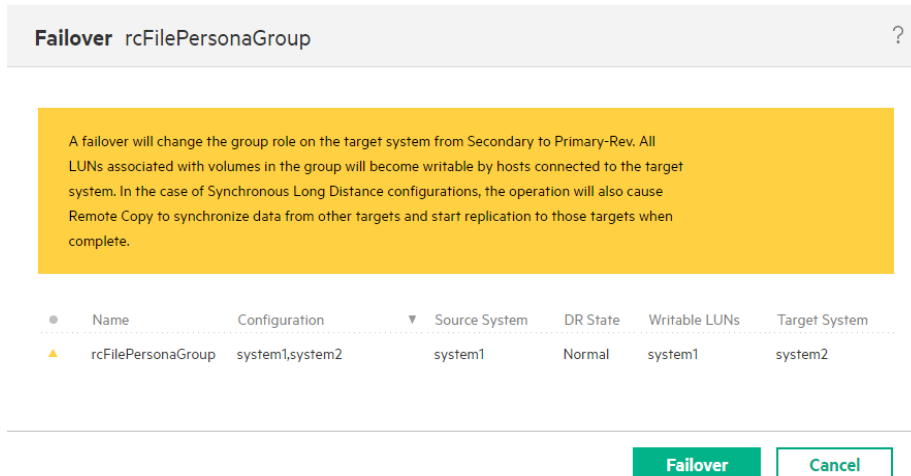 Failover rcFilePersonaGroup ?
A failover will change the group role on the target system from Secondary to Primary-Rev. All
LUNs associated with volumes in the group will become writable by hosts connected to the target
system. In the case of Synchronous Long Distance configurations, the operation will also cause
Remote Copy to synchronize data from other targets and start replication to those targets when
complete.
Name Configuration Source System DR State Writable LUNs Target System
rcFilePersonaGroup system1,system2 system1 Normal system1 system2
Failover Cancel